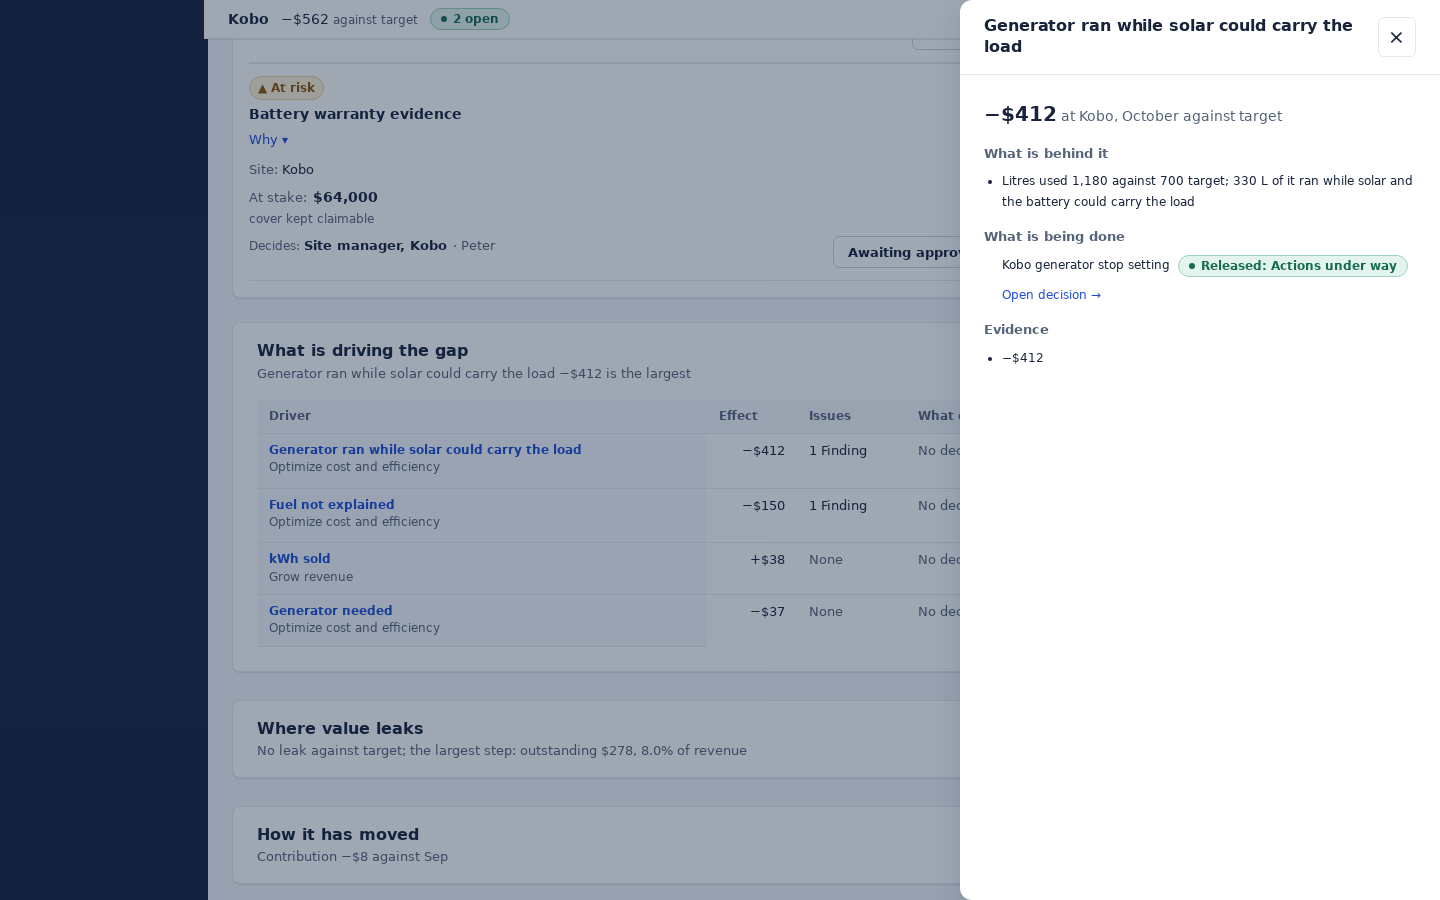 Kobo −$562 against target ● 2 open
▲ At risk
Battery warranty evidence
Why ▾
Site: Kobo
At stake: $64,000
cover kept claimable
Decides: Site manager, Kobo · Peter
Awaiting
What is driving the gap
Generator ran while solar could carry the load −$412 is the largest
Driver Effect Issues What
Generator ran while solar could carry the load −$412 1 Finding No
Optimize cost and efficiency
Fuel not explained −$150 1 Finding No
Optimize cost and efficiency
kWh sold +$38 None No
Grow revenue
Generator needed −$37 None No
Optimize cost and efficiency
Where value leaks
No leak against target; the largest step: outstanding $278, 8.0% of revenue
How it has moved
Contribution −$8 against Sep
Generator ran while solar could carry the
load
×
−$412 at Kobo, October against target
What is behind it
• Litres used 1,180 against 700 target; 330 L of it ran while solar and
the battery could carry the load
What is being done
Kobo generator stop setting ● Released: Actions under way
Open decision →
Evidence
• −$412